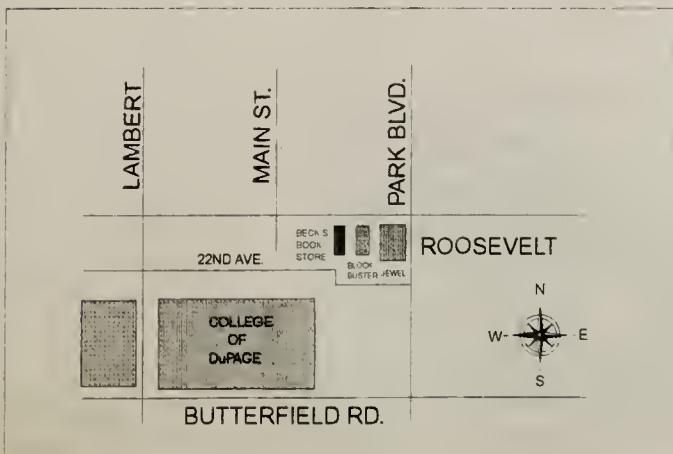 LAMBERT
MAIN ST.
PARK BLVD.
BECK'S
BOOK
STORE
BLOCK
BUSTER
JEWEL
ROOSEVELT
22ND AVE.
COLLEGE
OF
DuPAGE
N
W
E
S
BUTTERFIELD RD.